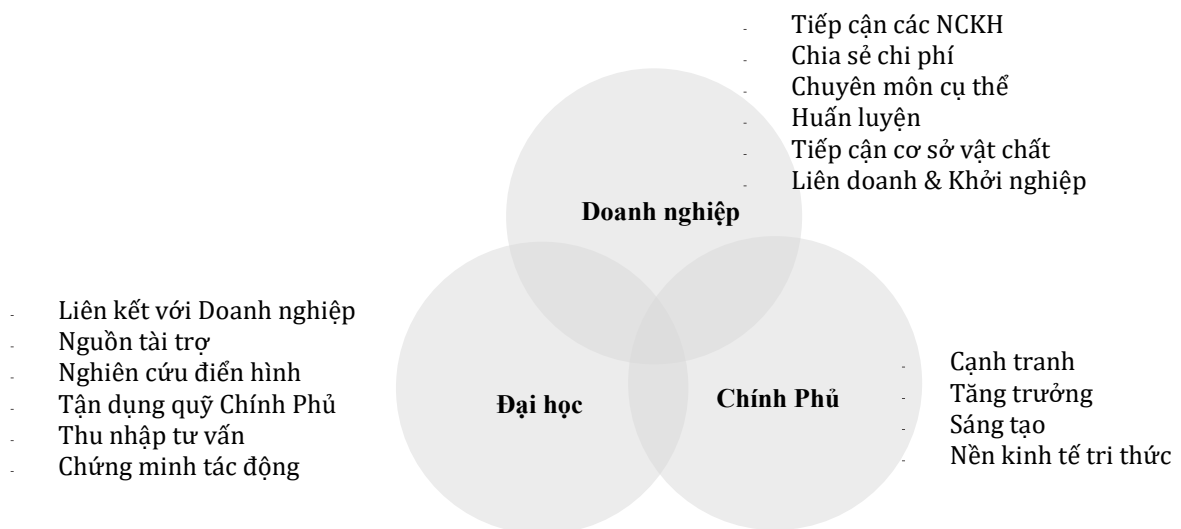 - Tiếp cận các NCKH
- Chia sẻ chi phí
- Chuyên môn cụ thể
- Huấn luyện
- Tiếp cận cơ sở vật chất
- Liên doanh & Khởi nghiệp
Doanh nghiệp
- Liên kết với Doanh nghiệp
- Nguồn tài trợ
- Nghiên cứu điển hình
- Tận dụng quỹ Chính Phủ
- Thu nhập tư vấn
- Chứng minh tác động
Đại học
Chính Phủ
- Cạnh tranh
- Tăng trưởng
- Sáng tạo
- Nền kinh tế tri thức